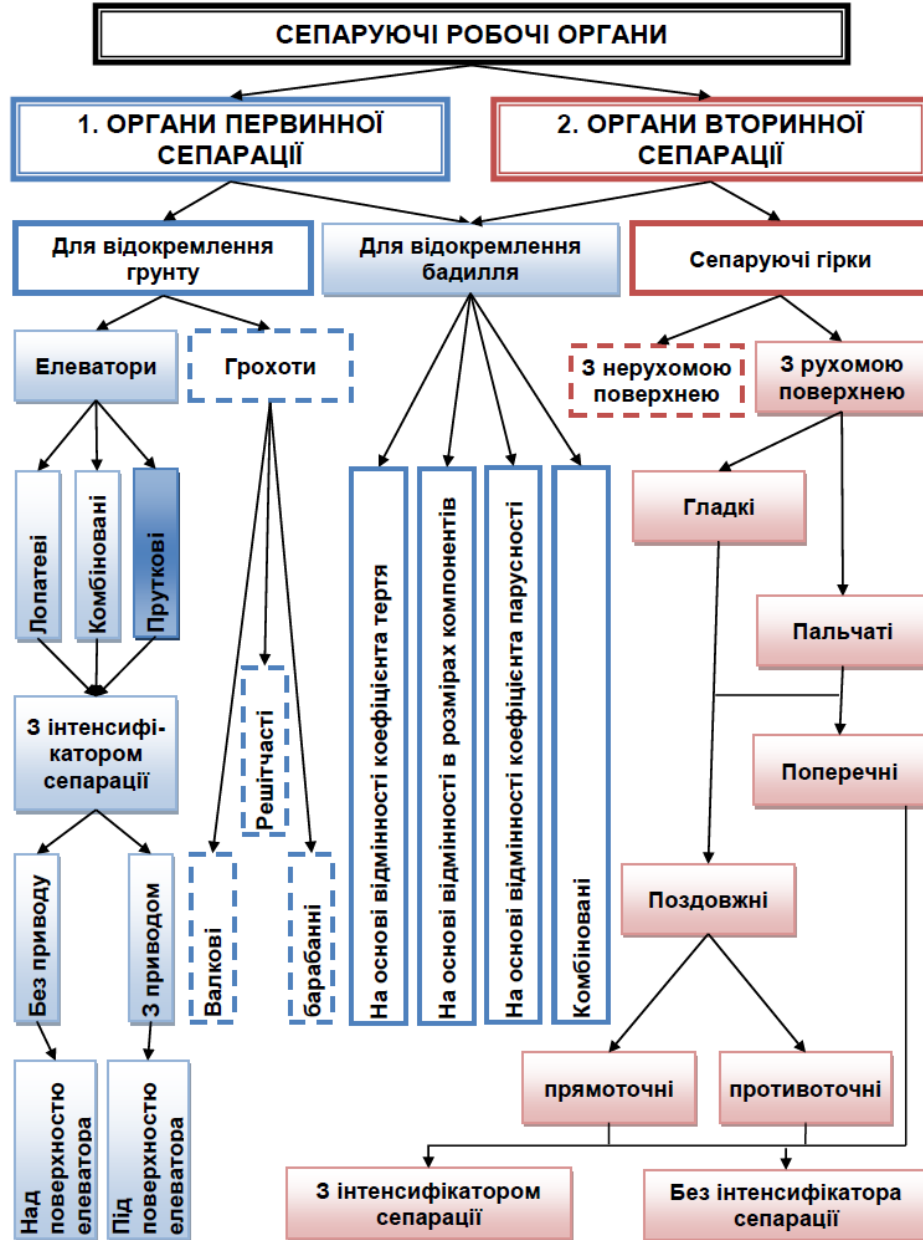 СЕПАРУЮЧІ РОБОЧІ ОРГАНИ
1. ОРГАНИ ПЕРВИННОЇ
СЕПАРАЦІЇ
2. ОРГАНИ ВТОРИННОЇ
СЕПАРАЦІЇ
Для відокремлення
грунту
Для відокремлення
бадилля
Сепаруючі гірки
Елеватори
Грохоти
З нерухомою
поверхнею
З рухомою
поверхнею
Лопатеві
Комбіновані
Пруткові
Гладкі
Пальчаті
З інтенсифі-
катором
сепарації
Решітчасті
Валкові
барабанні
На основі відмінності коефіцієнта тертя
На основі відмінності в розмірах компонентів
На основі відмінності коефіцієнта парусності
Комбіновані
Поперечні
Поздовжні
Без приводу
З приводом
Над
поверхностю
елеватора
Під
поверхностю
елеватора
прямоточні
противоточні
З інтенсифікатором
сепарації
Без інтенсифікатора
сепарації